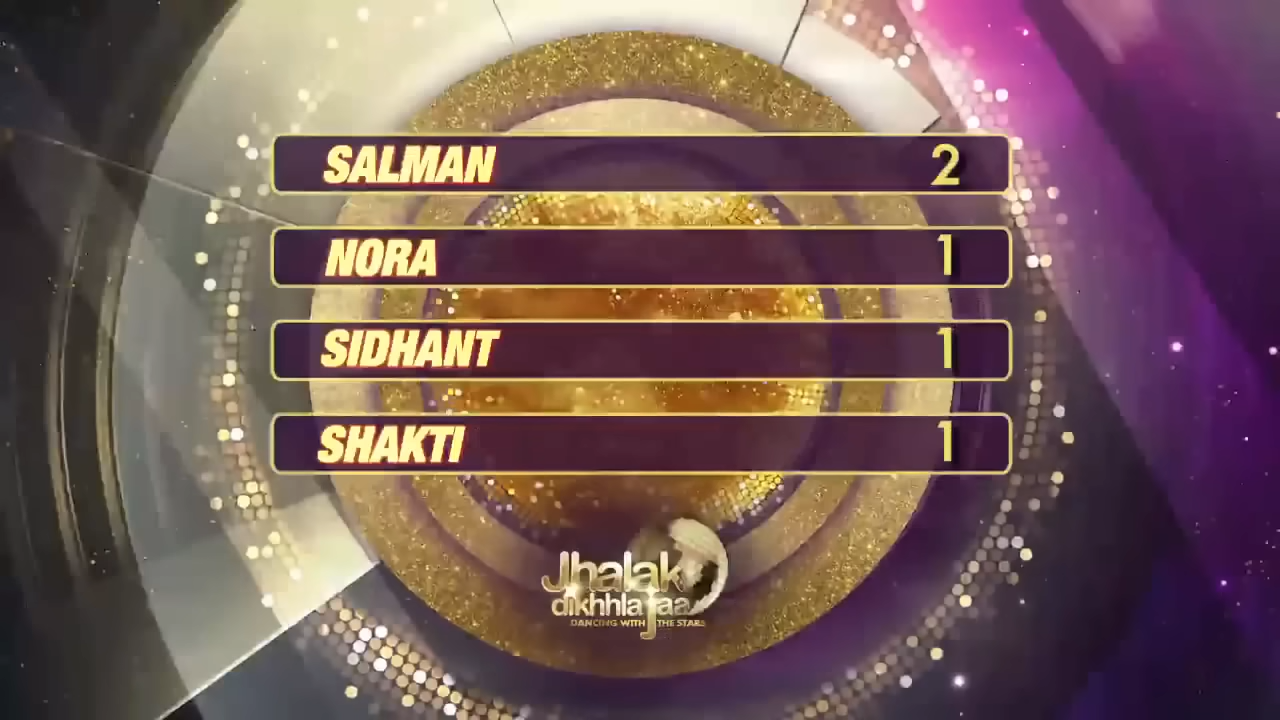 SALMAN 2
NORA 1
SIDHANT 1
SHAKTI 1
Jhalak
dikhhla jaa
DANCING WITH THE STARS